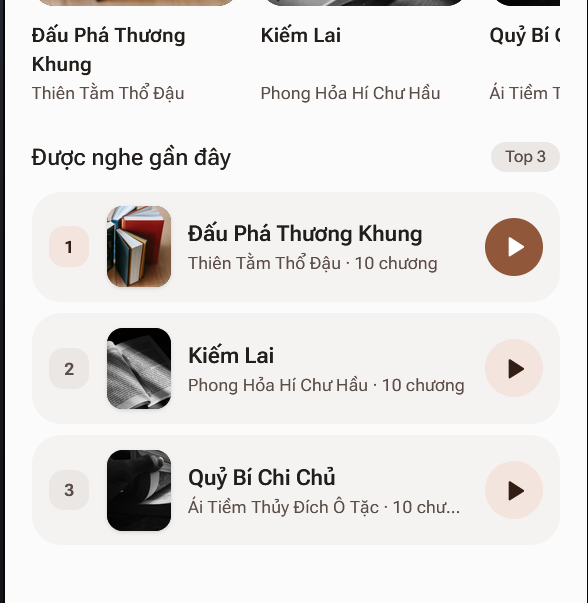 Đấu Phá Thương
Khung
Thiên Tằm Thổ Đậu
Kiếm Lai
Phong Hỏa Hí Chư Hầu
Quỷ Bí
Ái Tiềm
Được nghe gần đây
Top 3
1
Đấu Phá Thương Khung
Thiên Tằm Thổ Đậu · 10 chương
2
Kiếm Lai
Phong Hỏa Hí Chư Hầu · 10 chương
3
Quỷ Bí Chi Chủ
Ái Tiềm Thủy Đích Ô Tặc · 10 chư...